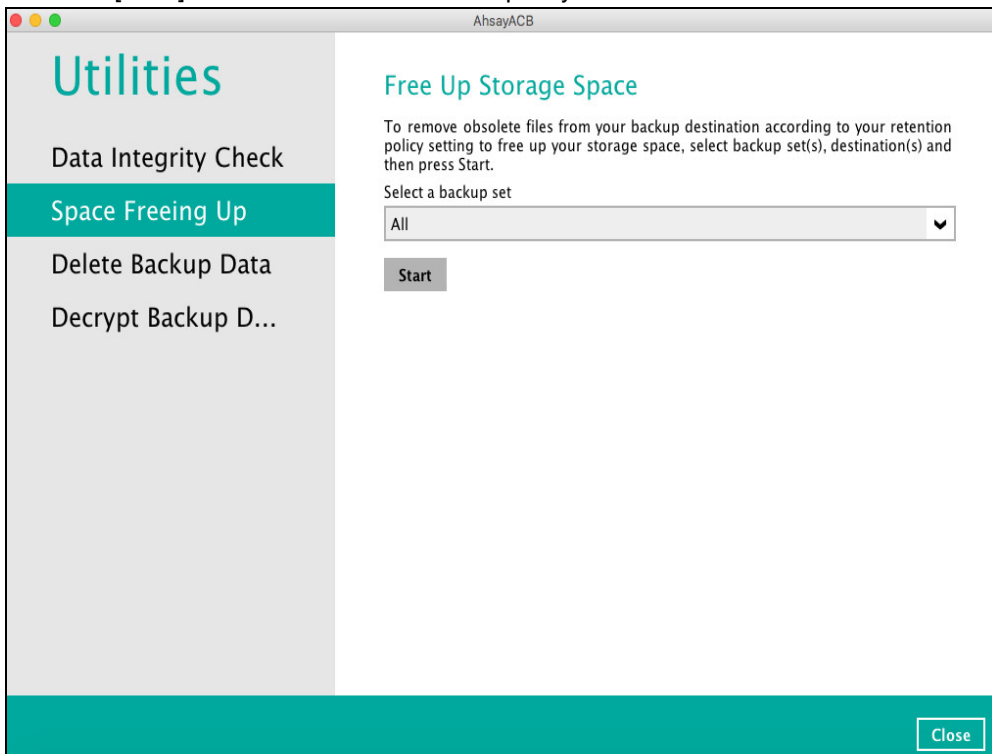 AhsayACB
Utilities
Data Integrity Check
Space Freeing Up
Delete Backup Data
Decrypt Backup D...
Free Up Storage Space
To remove obsolete files from your backup destination according to your retention
policy setting to free up your storage space, select backup set(s), destination(s) and
then press Start.
Select a backup set
All
Start
Close